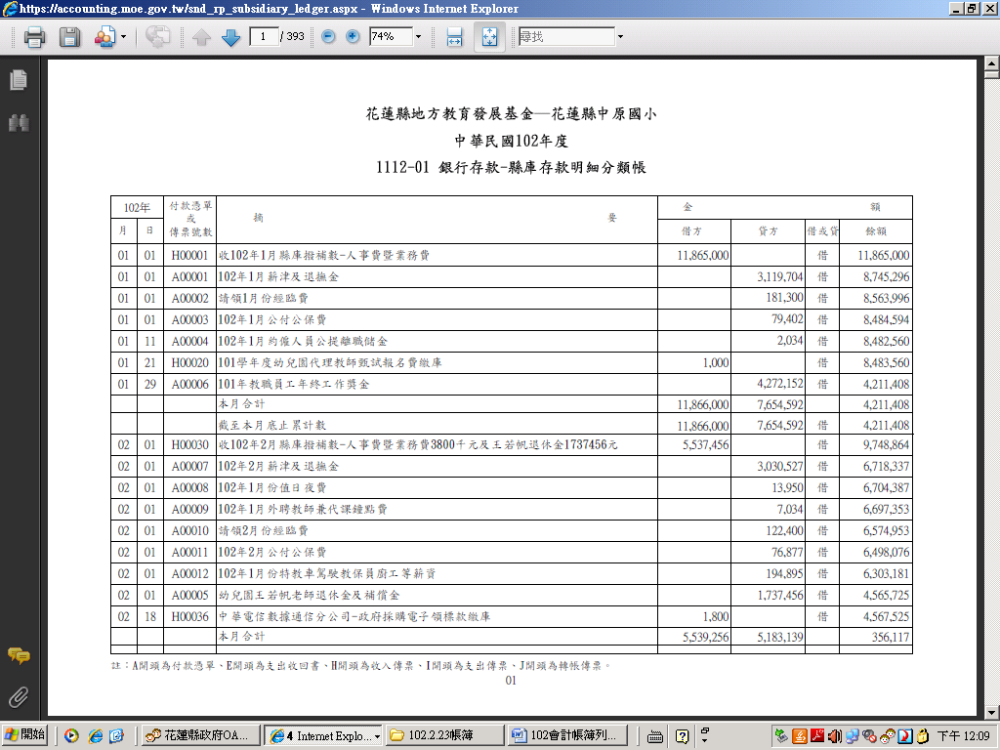 https://accounting.moe.gov.tw/snd_rp_subsidiary_ledger.aspx - Windows Internet Explorer
1 / 393 74% 尋找
花蓮縣地方教育發展基金—花蓮縣中原國小
中華民國102年度
1112-01 銀行存款-縣庫存款明細分類帳
102年 付款憑單或傳票號數 摘 要 金 額
月 日 借方 貸方 借或貸 餘額
01 01 H00001 收102年1月縣庫撥補數-人事費暨業務費 11,865,000 借 11,865,000
01 01 A00001 102年1月薪津及退撫金 3,119,704 借 8,745,296
01 01 A00002 請領1月份經臨費 181,300 借 8,563,996
01 01 A00003 102年1月公付公保費 79,402 借 8,484,594
01 11 A00004 102年1月約僱人員公提離職儲金 2,034 借 8,482,560
01 21 H00020 101學年度幼兒園代理教師甄試報名費繳庫 1,000 借 8,483,560
01 29 A00006 101年教職員工年終工作獎金 4,272,152 借 4,211,408
本月合計 11,866,000 7,654,592 4,211,408
截至本月底止累計數 11,866,000 7,654,592 借 4,211,408
02 01 H00030 收102年2月縣庫撥補數-人事費暨業務費3800千元及王若帆退休金1737456元 5,537,456 借 9,748,864
02 01 A00007 102年2月薪津及退撫金 3,030,527 借 6,718,337
02 01 A00008 102年1月份值日夜費 13,950 借 6,704,387
02 01 A00009 102年1月外聘教師兼代課鐘點費 7,034 借 6,697,353
02 01 A00010 請領2月份經臨費 122,400 借 6,574,953
02 01 A00011 102年2月公付公保費 76,877 借 6,498,076
02 01 A00012 102年1月份特教車駕駛教保員廚工等薪資 194,895 借 6,303,181
02 01 A00005 幼兒園王若帆老師退休金及補償金 1,737,456 借 4,565,725
02 18 H00036 中華電信數據通信分公司-政府採購電子領標款繳庫 1,800 借 4,567,525
本月合計 5,539,256 5,183,139 356,117
註：A開頭為付款憑單、E開頭為支出收回書、H開頭為收入傳票、I開頭為支出傳票、J開頭為轉帳傳票。
01
開始 花蓮縣政府OA... 4 Internet Explo... 102.2.23帳簿 102會計帳簿列... 下午 12:09